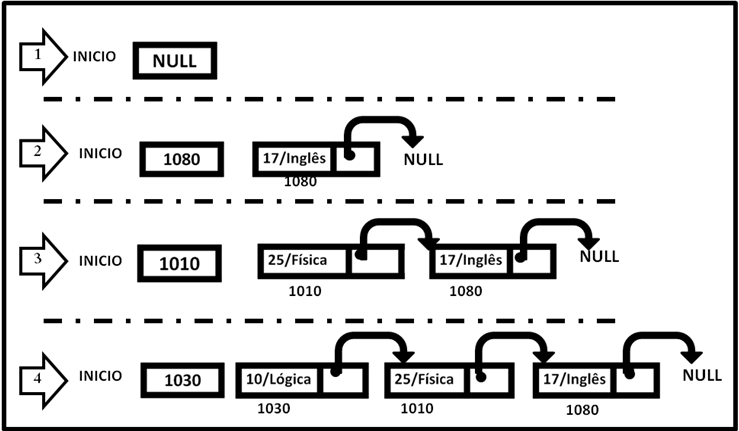 1 INICIO NULL
2 INICIO 1080 17/Inglês NULL
1080
3 INICIO 1010 25/Física 17/Inglês NULL
1010 1080
4 INICIO 1030 10/Lógica 25/Física 17/Inglês NULL
1030 1010 1080